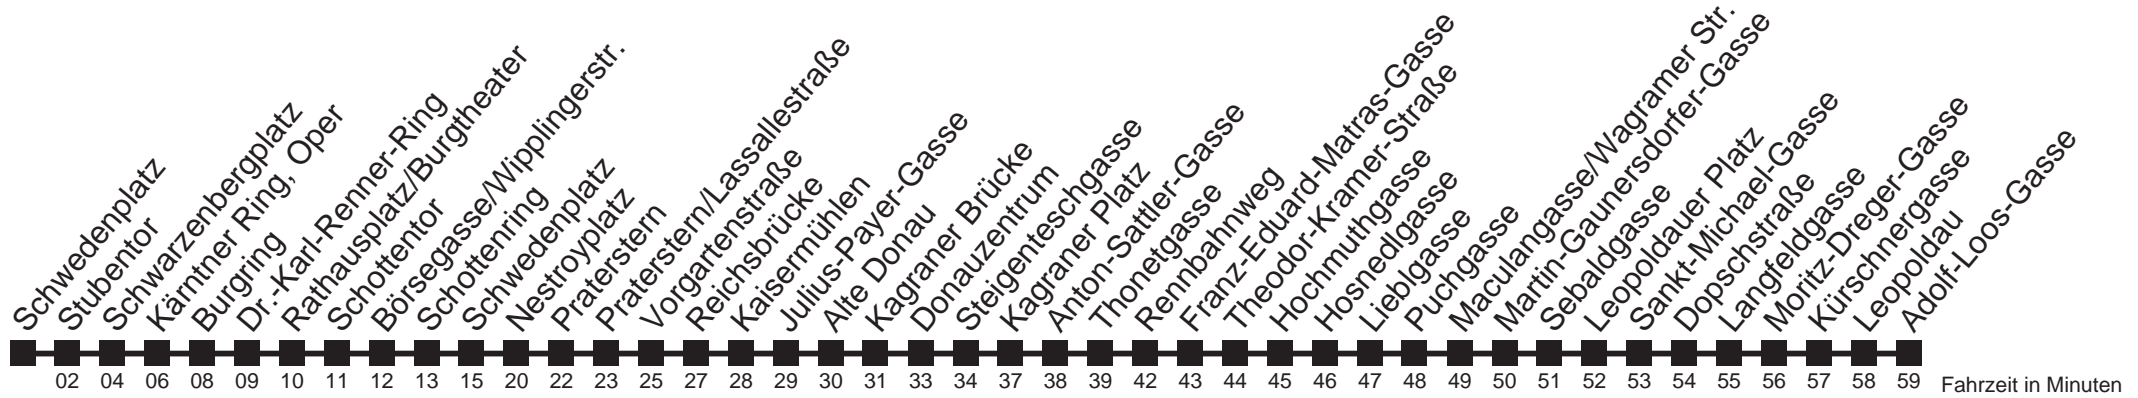 Schwedenplatz
Stubentor
Schwarzenbergplatz
Kärntner Ring, Oper
Burgring
Dr.-Karl-Renner-Ring
Rathausplatz/Burgtheater
Schottentor
Börsegasse/Wipplingerstr.
Schottenring
Schwedenplatz
Nestroyplatz
Praterstern
Praterstern/Lassallestraße
Vorgartenstraße
Reichsbrücke
Kaisermühlen
Julius-Payer-Gasse
Alte Donau
Kagraner Brücke
Donauzentrum
Steigenteschgasse
Kagraner Platz
Anton-Sattler-Gasse
Thonetgasse
Rennbahnweg
Franz-Eduard-Matras-Gasse
Theodor-Kramer-Straße
Hochmuthgasse
Hosnedlgasse
Lieblgasse
Puchgasse
Maculangasse/Wagramer Str.
Martin-Gaunersdorfer-Gasse
Sebaldgasse
Leopoldauer Platz
Sankt-Michael-Gasse
Dopschstraße
Langfeldgasse
Moritz-Dreger-Gasse
Kürschnergasse
Leopoldau
Adolf-Loos-Gasse
02 04 06 08 09 10 11 12 13 15 20 22 23 25 27 28 29 30 31 33 34 37 38 39 42 43 44 45 46 47 48 49 50 51 52 53 54 55 56 57 58 59 Fahrzeit in Minuten